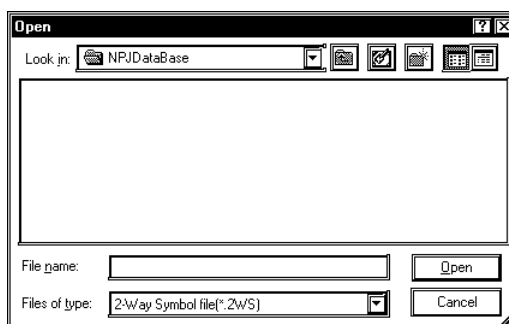 Open
Look in: NPJDataBase
File name:
Open
Files of type: 2-Way Symbol file(*.2WS)
Cancel